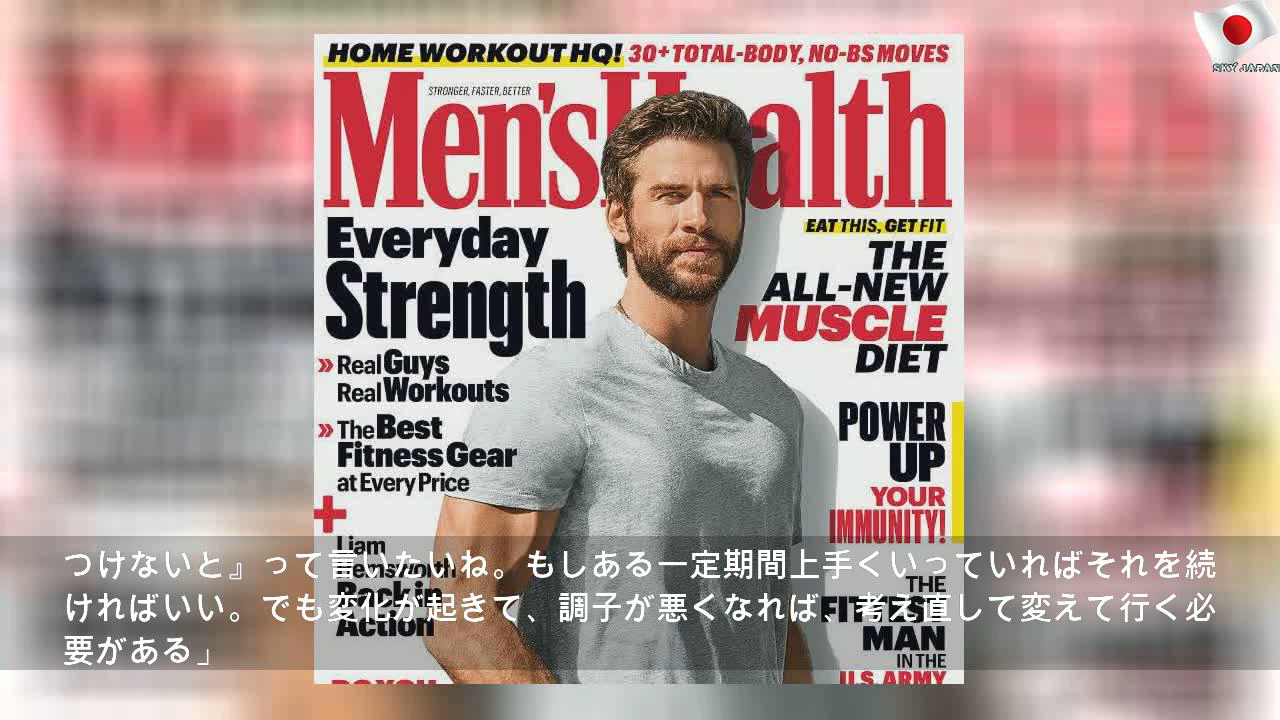 HOME WORKOUT HQ! 30+ TOTAL-BODY, NO-BS MOVES
STRONGER, FASTER, BETTER
Men's Health
EAT THIS, GET FIT
Everyday
Strength
» Real Guys
Real Workouts
» The Best
Fitness Gear
at Every Price
+
Liam
Hemsworth
Back in
Action
THE
ALL-NEW
MUSCLE
DIET
POWER
UP
YOUR
IMMUNITY!
THE
FITTEST
MAN
IN THE
U.S. ARMY
つけないと』って言いたいね。もしある一定期間上手くいっていればそれを続
ければいい。でも変化が起きて、調子が悪くなれば、考え直して変えて行く必
要がある」
SKY JAPAN